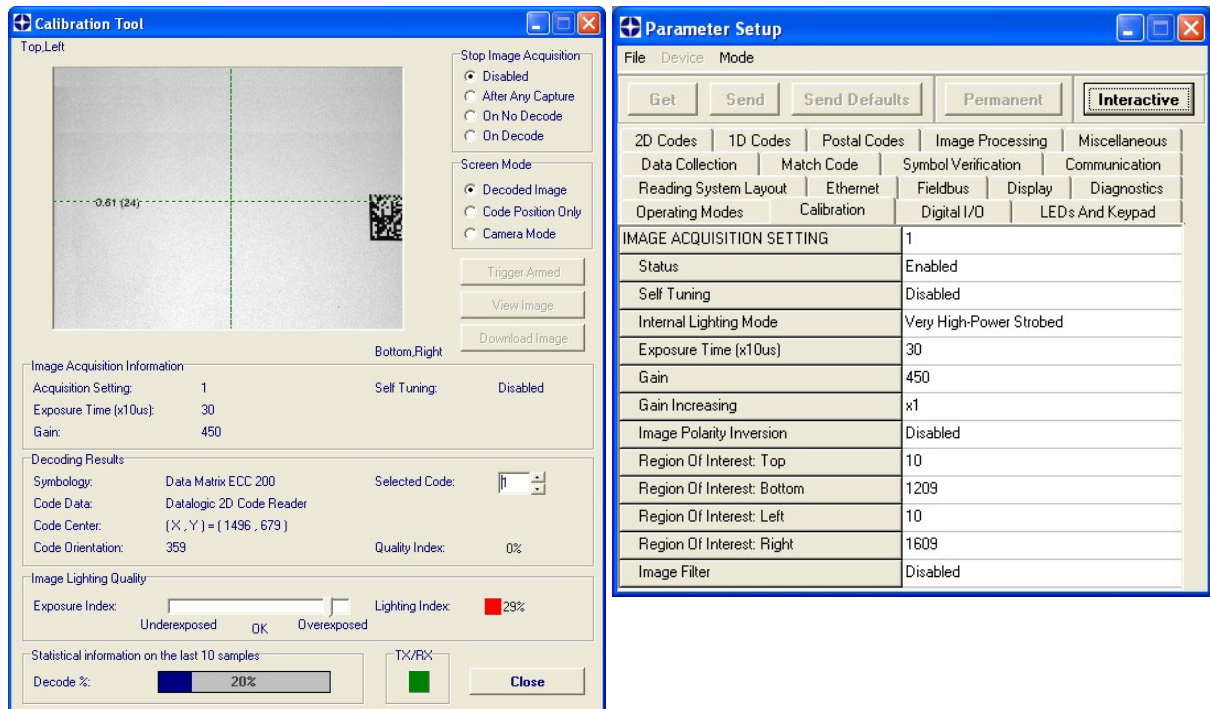 Calibration Tool
Top,Left
0.61 (24)
Bottom,Right
Stop Image Acquisition
Disabled
After Any Capture
On No Decode
On Decode
Screen Mode
Decoded Image
Code Position Only
Camera Mode
Trigger Armed
View Image
Download Image
Image Acquisition Information
Acquisition Setting: 1 Self Tuning: Disabled
Exposure Time (x10us): 30
Gain: 450
Decoding Results
Symbology: Data Matrix ECC 200 Selected Code: 1
Code Data: Datalogic 2D Code Reader
Code Center: ( X , Y ) = ( 1496 , 679 )
Code Orientation: 359 Quality Index: 0%
Image Lighting Quality
Exposure Index: Lighting Index: 29%
Underexposed OK Overexposed
Statistical information on the last 10 samples
TX/RX
Decode %: 20%
Close
Parameter Setup
File Device Mode
Get Send Send Defaults Permanent Interactive
2D Codes 1D Codes Postal Codes Image Processing Miscellaneous
Data Collection Match Code Symbol Verification Communication
Reading System Layout Ethernet Fieldbus Display Diagnostics
Operating Modes Calibration Digital I/O LEDs And Keypad
IMAGE ACQUISITION SETTING 1
Status Enabled
Self Tuning Disabled
Internal Lighting Mode Very High-Power Strobed
Exposure Time (x10us) 30
Gain 450
Gain Increasing x1
Image Polarity Inversion Disabled
Region Of Interest: Top 10
Region Of Interest: Bottom 1209
Region Of Interest: Left 10
Region Of Interest: Right 1609
Image Filter Disabled